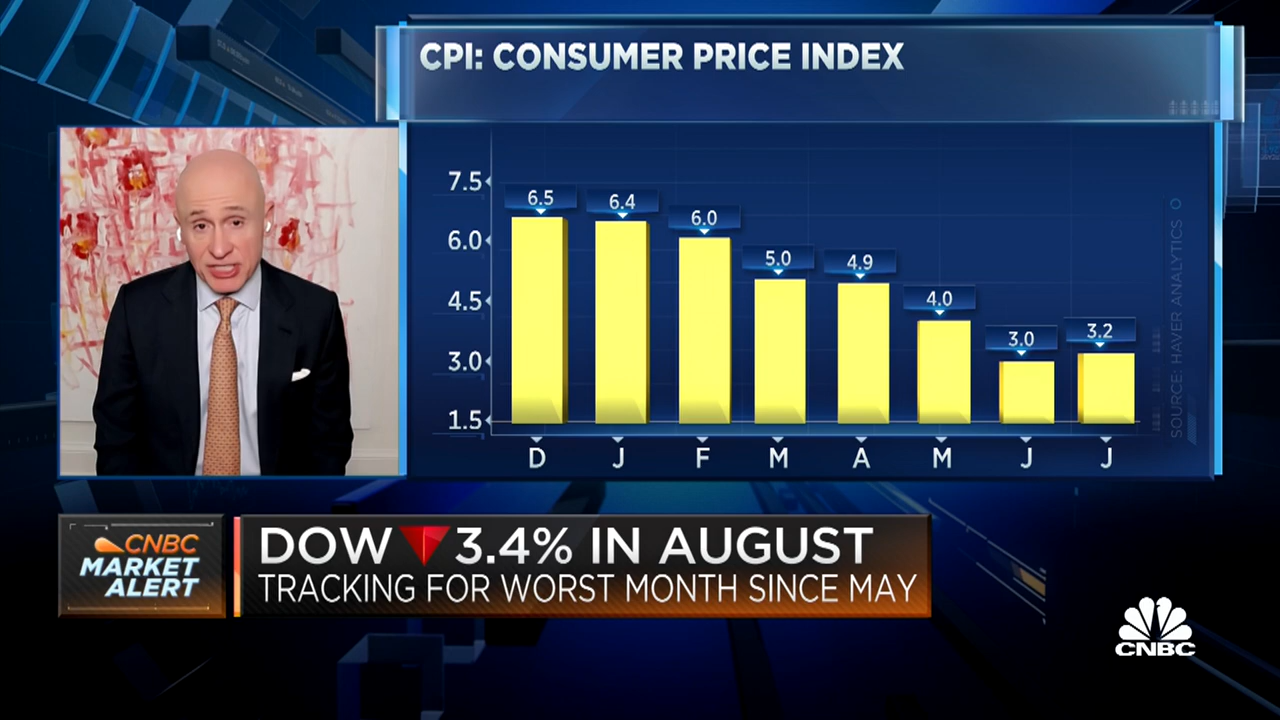 CPI: CONSUMER PRICE INDEX
7.5
6.0
4.5
3.0
1.5
6.5
6.4
6.0
5.0
4.9
4.0
3.0
3.2
D J F M A M J J
SOURCE: HAVER ANALYTICS
CNBC
MARKET
ALERT
DOW 3.4% IN AUGUST
TRACKING FOR WORST MONTH SINCE MAY
CNBC